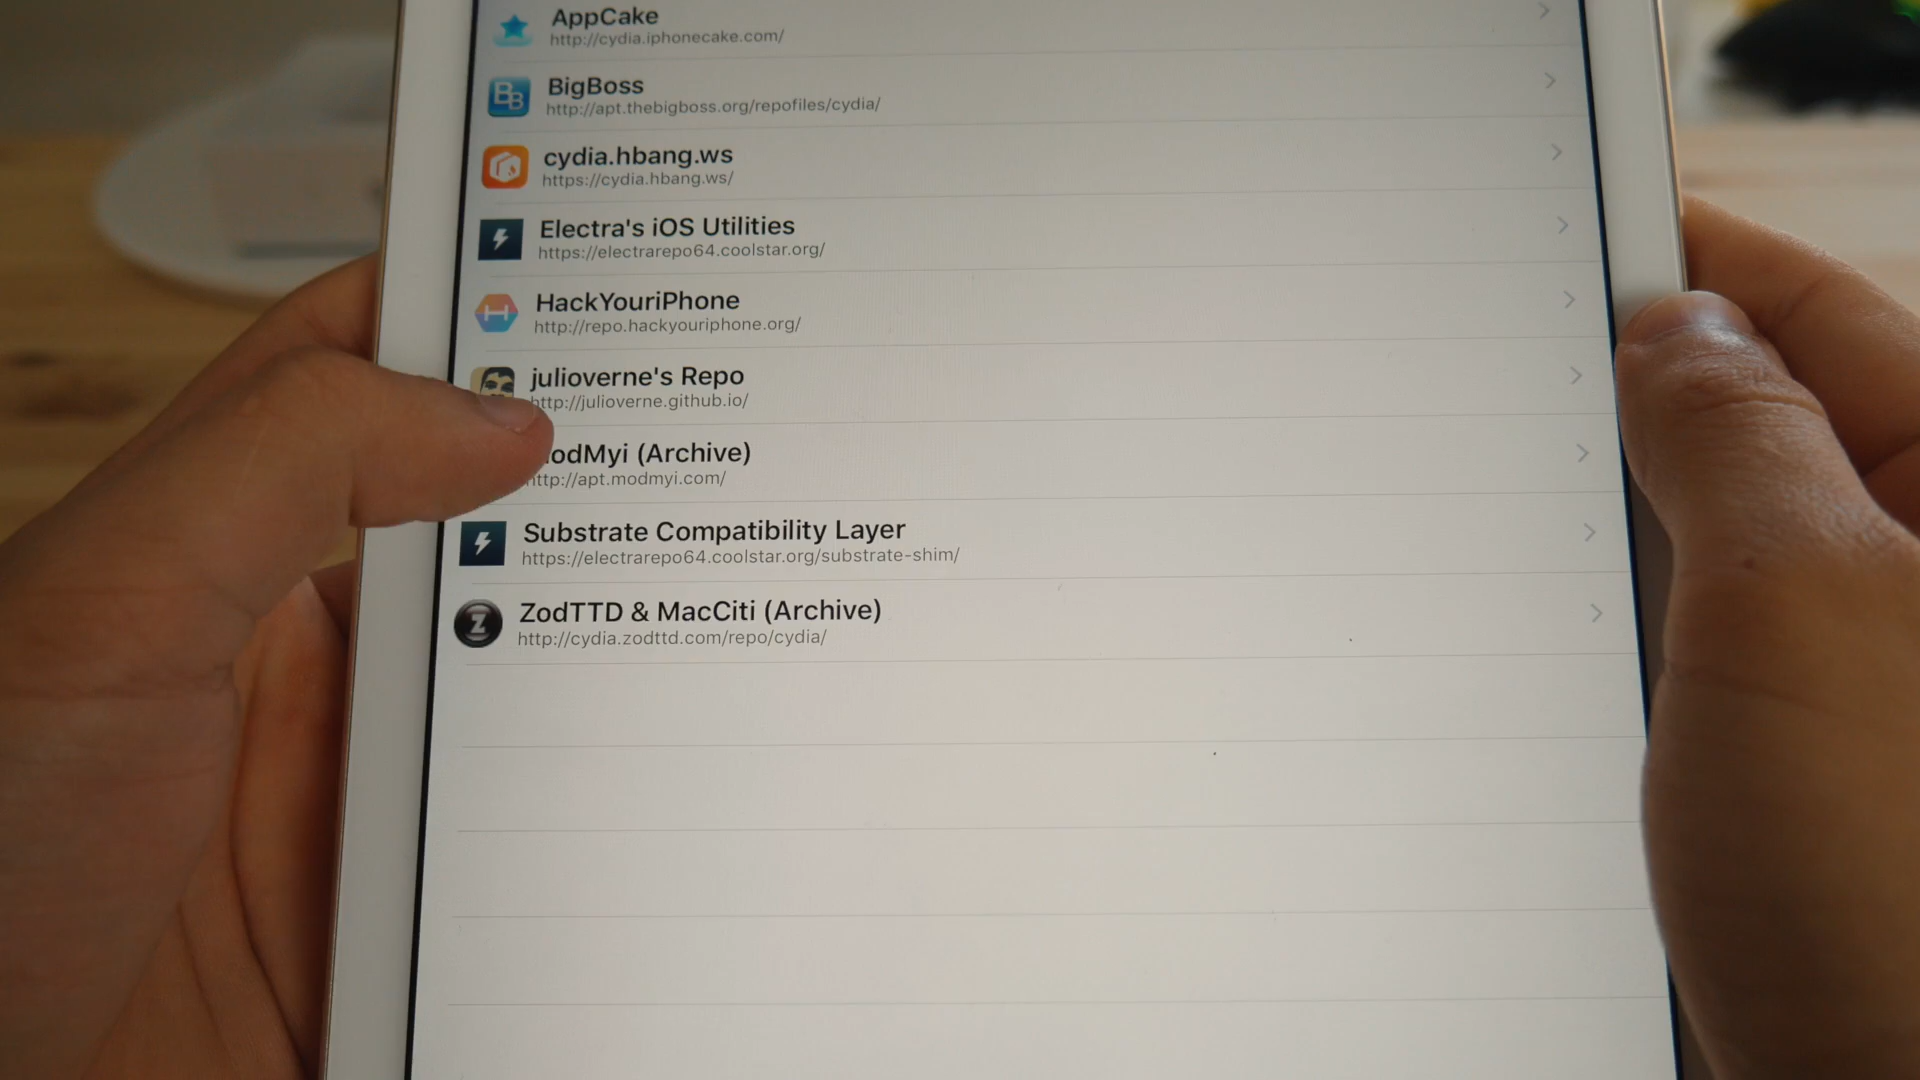 AppCake
http://cydia.iphonecake.com/
BB
BigBoss
http://apt.thebigboss.org/repofiles/cydia/
cydia.hbang.ws
https://cydia.hbang.ws/
Electra's iOS Utilities
https://electrarepo64.coolstar.org/
HackYouriPhone
http://repo.hackyouriphone.org/
julioverne's Repo
http://julioverne.github.io/
odMyi (Archive)
ttp://apt.modmyi.com/
Substrate Compatibility Layer
https://electrarepo64.coolstar.org/substrate-shim/
Z
ZodTTD & MacCiti (Archive)
http://cydia.zodttd.com/repo/cydia/